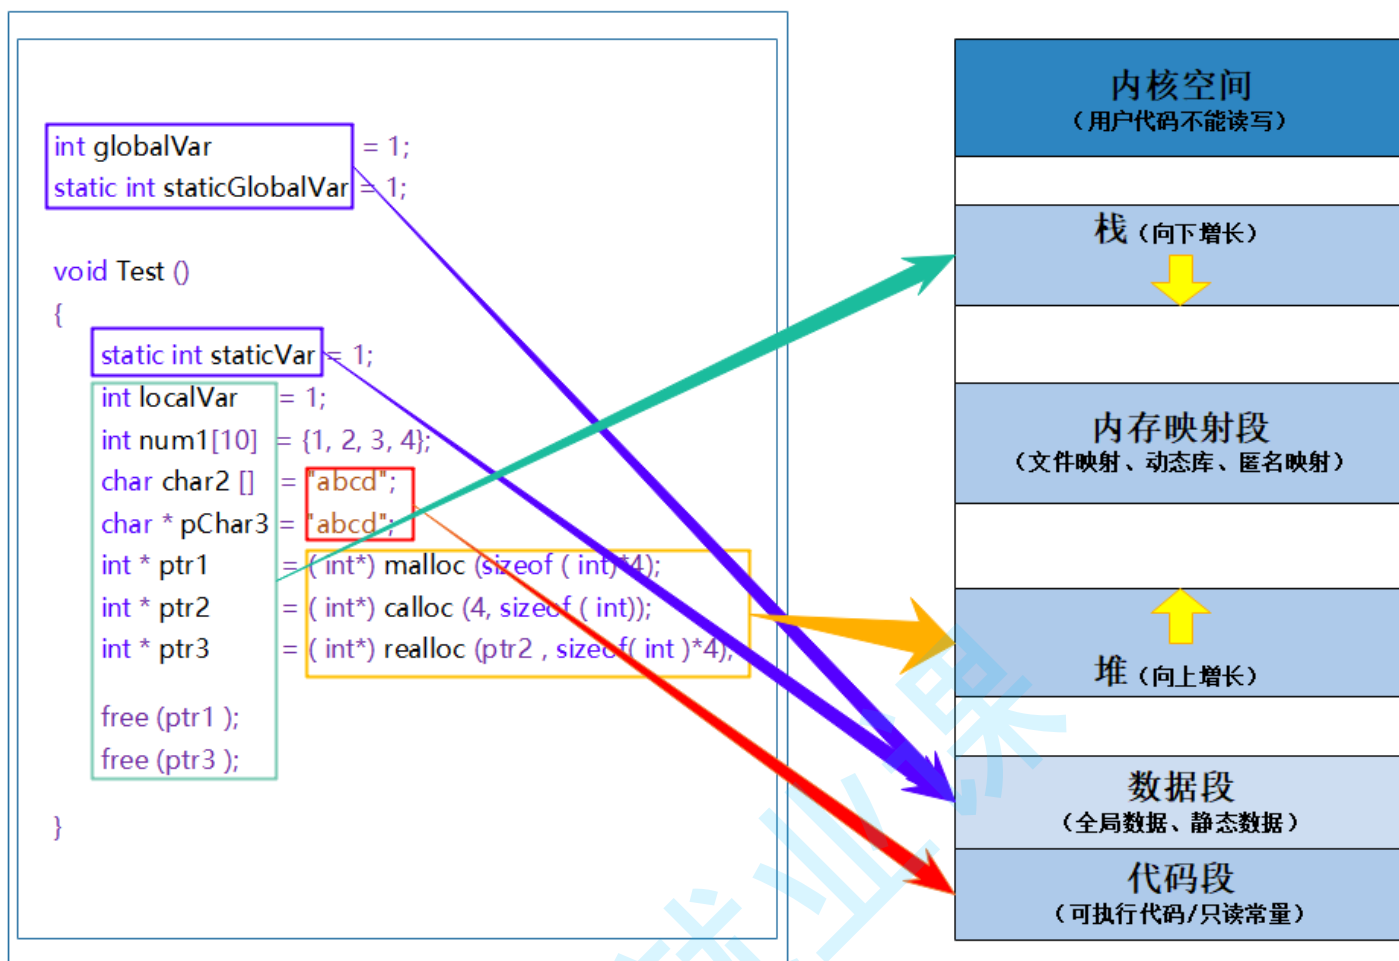 int globalVar = 1;
static int staticGlobalVar = 1;
void Test ()
{
static int staticVar = 1;
int localVar = 1;
int num1[10] = {1, 2, 3, 4};
char char2 [] = "abcd";
char * pChar3 = "abcd";
int * ptr1 = ( int*) malloc (sizeof ( int)*4);
int * ptr2 = ( int*) calloc (4, sizeof ( int));
int * ptr3 = ( int*) realloc (ptr2 , sizeof( int )*4);
free (ptr1 );
free (ptr3 );
}
内核空间
（用户代码不能读写）
栈（向下增长）
内存映射段
（文件映射、动态库、匿名映射）
堆（向上增长）
数据段
（全局数据、静态数据）
代码段
（可执行代码/只读常量）
就业课